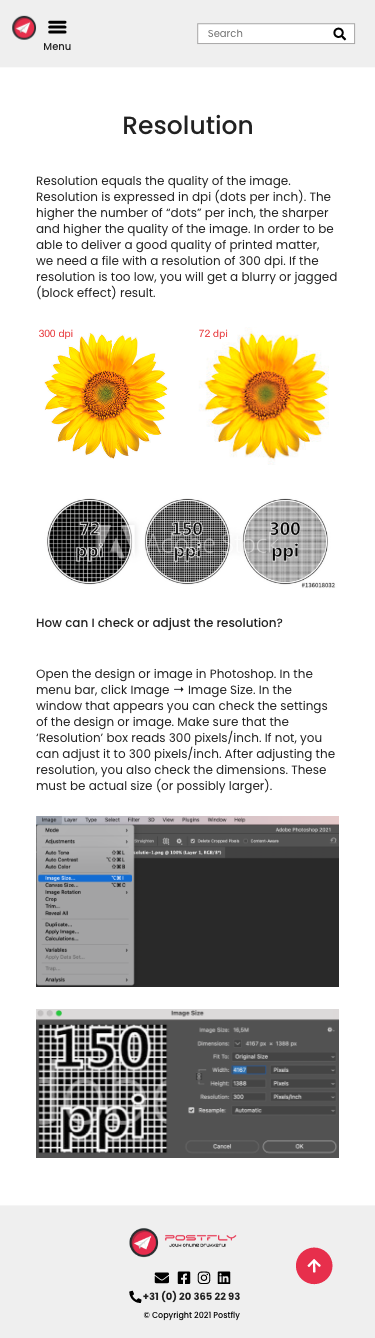 Menu
Search
Resolution
Resolution equals the quality of the image.
Resolution is expressed in dpi (dots per inch). The
higher the number of “dots” per inch, the sharper
and higher the quality of the image. In order to be
able to deliver a good quality of printed matter,
we need a file with a resolution of 300 dpi. If the
resolution is too low, you will get a blurry or jagged
(block effect) result.
300 dpi
72 dpi
72 ppi
150 ppi
300 ppi
#136018032
How can I check or adjust the resolution?
Open the design or image in Photoshop. In the
menu bar, click Image → Image Size. In the
window that appears you can check the settings
of the design or image. Make sure that the
‘Resolution’ box reads 300 pixels/inch. If not, you
can adjust it to 300 pixels/inch. After adjusting the
resolution, you also check the dimensions. These
must be actual size (or possibly larger).
Image Layer Type Select Filter 3D View Plugins Window Help
Adobe Photoshop 2021
Mode
Adjustments
Straighten Delete Cropped Pixels Content-Aware
Auto Tone ⇧⌘L
Auto Contrast ⌥⇧⌘L
Auto Color ⇧⌘B
-1.png @ 100% (Layer 1, RGB/8*)
Image Size... ⌥⌘I
Canvas Size... ⌥⌘C
Image Rotation
Crop
Trim...
Reveal All
Duplicate...
Apply Image...
Calculations...
Variables
Apply Data Set...
Trap...
Analysis
Image Size
150
ppi
Image Size: 16,5M
Dimensions: 4167 px × 1388 px
Fit To: Original Size
Width: 4167 Pixels
Height: 1388 Pixels
Resolution: 300 Pixels/Inch
Resample: Automatic
Cancel OK
POSTFLY
JOUW ONLINE DRUKKERIJ!
+31 (0) 20 365 22 93
© Copyright 2021 Postfly